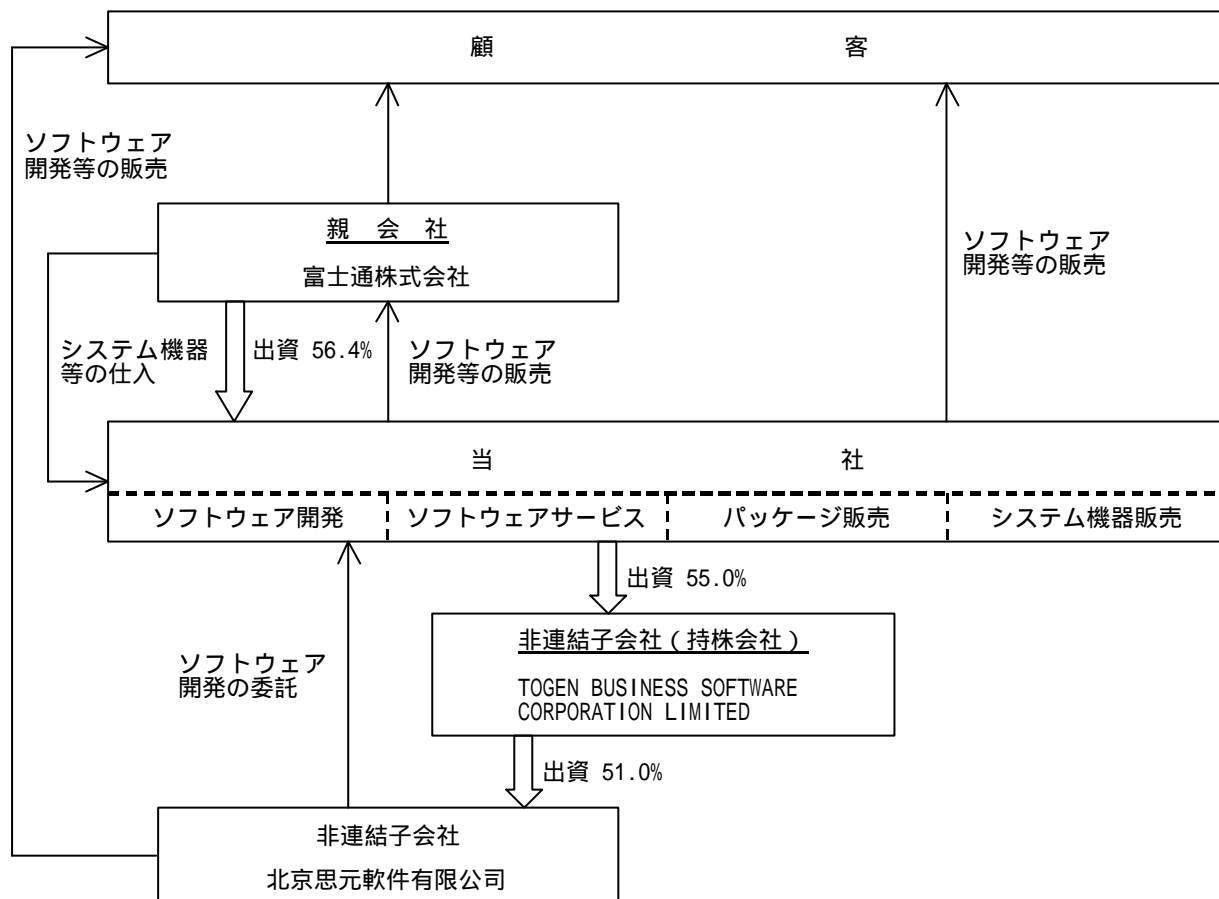 顧 客
ソフトウェア
開発等の販売
親 会 社
富士通株式会社
ソフトウェア
開発等の販売
システム機器
等の仕入
出資 56.4%
ソフトウェア
開発等の販売
当 社
ソフトウェア開発
ソフトウェアサービス
パッケージ販売
システム機器販売
出資 55.0%
非連結子会社(持株会社)
TOGEN BUSINESS SOFTWARE
CORPORATION LIMITED
ソフトウェア
開発の委託
出資 51.0%
非連結子会社
北京思元軟件有限公司